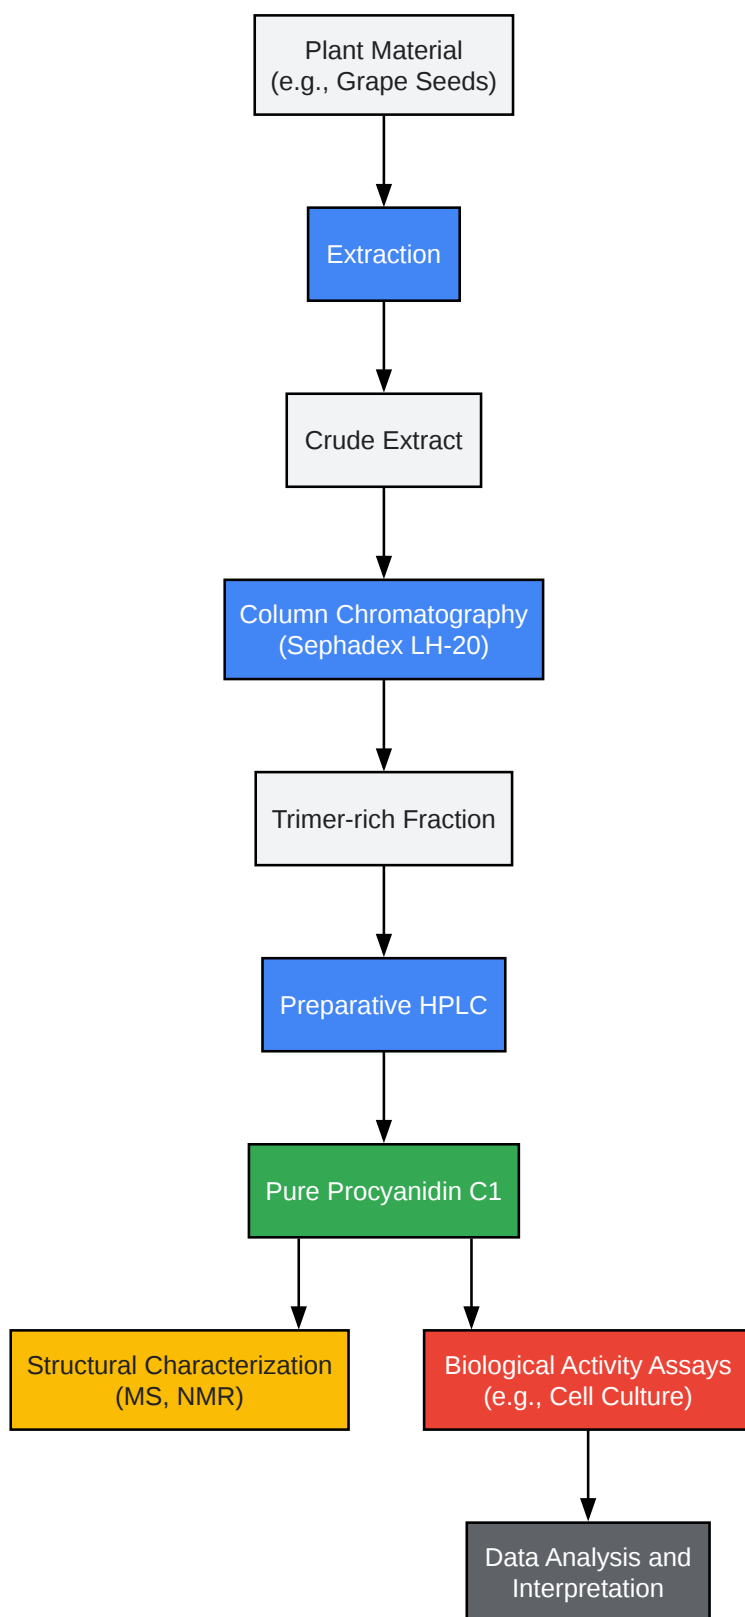 Plant Material
(e.g., Grape Seeds)
Extraction
Crude Extract
Column Chromatography
(Sephadex LH-20)
Trimer-rich Fraction
Preparative HPLC
Pure Procyanidin C1
Structural Characterization
(MS, NMR)
Biological Activity Assays
(e.g., Cell Culture)
Data Analysis and
Interpretation